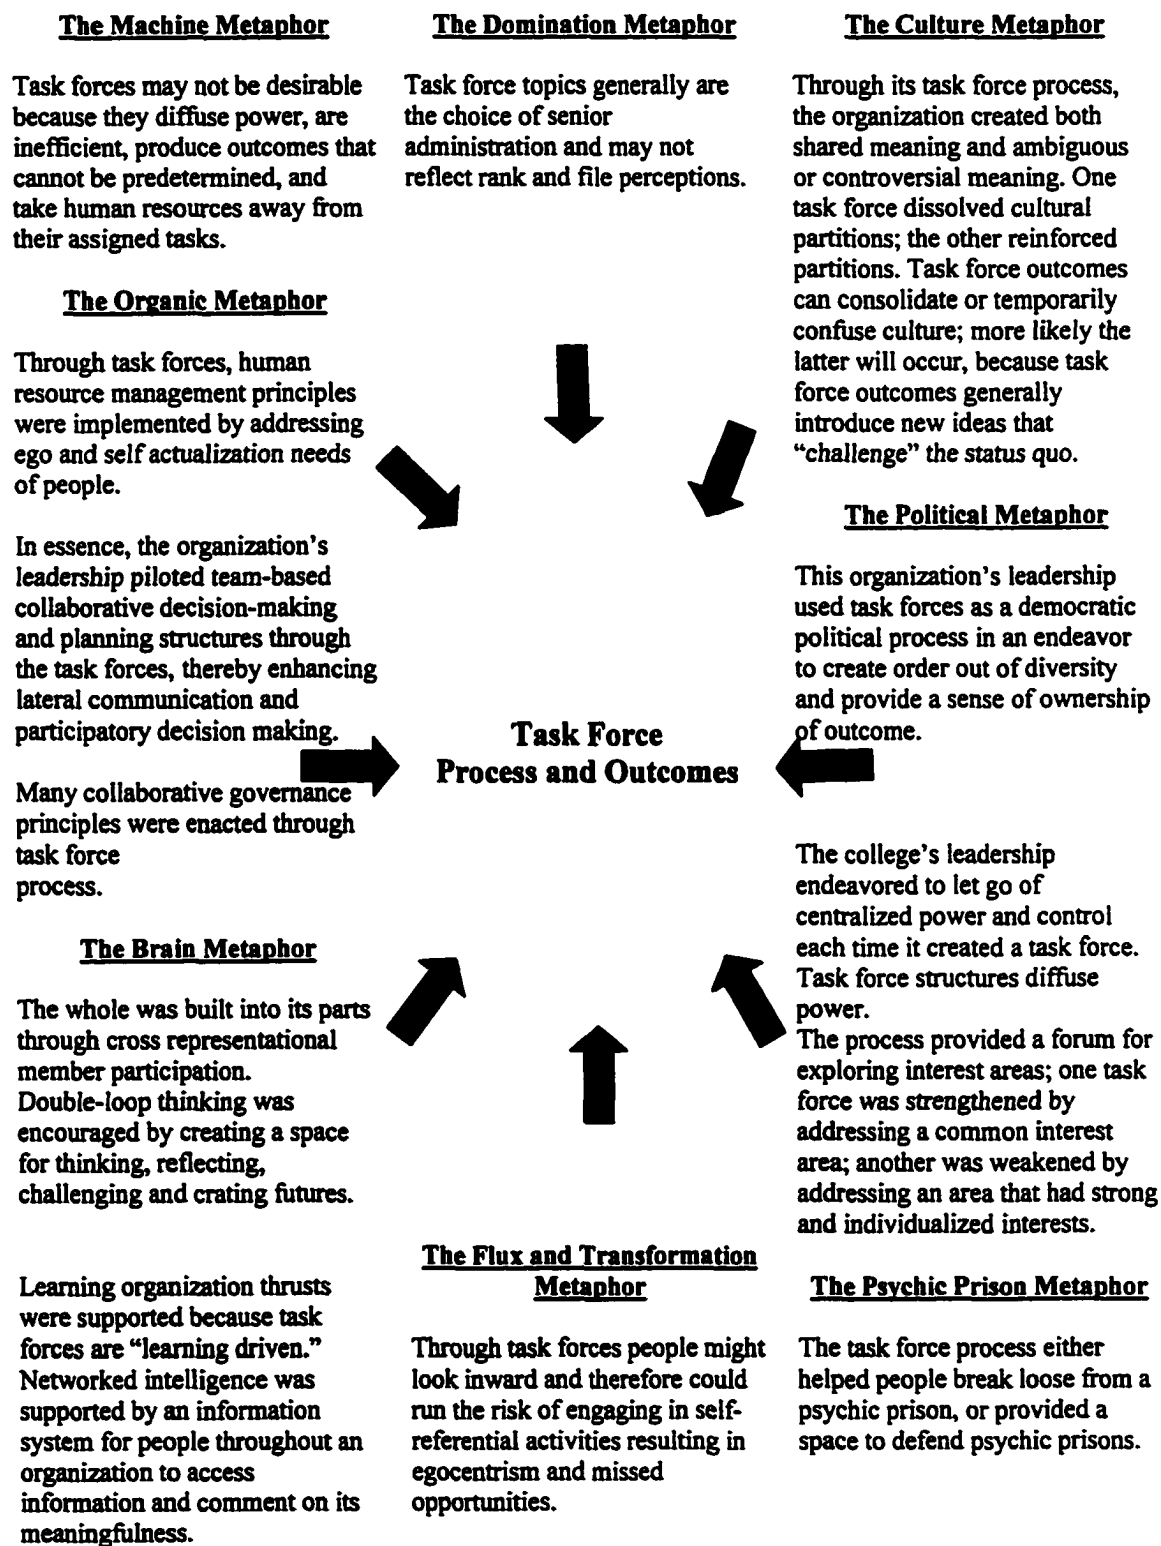 The Machine Metaphor
Task forces may not be desirable
because they diffuse power, are
inefficient, produce outcomes that
cannot be predetermined, and
take human resources away from
their assigned tasks.
The Organic Metaphor
Through task forces, human
resource management principles
were implemented by addressing
ego and self actualization needs
of people.
In essence, the organization's
leadership piloted team-based
collaborative decision-making
and planning structures through
the task forces, thereby enhancing
lateral communication and
participatory decision making.
Many collaborative governance
principles were enacted through
task force
process.
The Brain Metaphor
The whole was built into its parts
through cross representational
member participation.
Double-loop thinking was
encouraged by creating a space
for thinking, reflecting,
challenging and crating futures.
Learning organization thrusts
were supported because task
forces are "learning driven."
Networked intelligence was
supported by an information
system for people throughout an
organization to access
information and comment on its
meaningfulness.
The Domination Metaphor
Task force topics generally are
the choice of senior
administration and may not
reflect rank and file perceptions.
Task Force
Process and Outcomes
The Flux and Transformation
Metaphor
Through task forces people might
look inward and therefore could
run the risk of engaging in self-
referential activities resulting in
egocentrism and missed
opportunities.
The Culture Metaphor
Through its task force process,
the organization created both
shared meaning and ambiguous
or controversial meaning. One
task force dissolved cultural
partitions; the other reinforced
partitions. Task force outcomes
can consolidate or temporarily
confuse culture; more likely the
latter will occur, because task
force outcomes generally
introduce new ideas that
"challenge" the status quo.
The Political Metaphor
This organization's leadership
used task forces as a democratic
political process in an endeavor
to create order out of diversity
and provide a sense of ownership
of outcome.
The college's leadership
endeavored to let go of
centralized power and control
each time it created a task force.
Task force structures diffuse
power.
The process provided a forum for
exploring interest areas; one task
force was strengthened by
addressing a common interest
area; another was weakened by
addressing an area that had strong
and individualized interests.
The Psychic Prison Metaphor
The task force process either
helped people break loose from a
psychic prison, or provided a
space to defend psychic prisons.